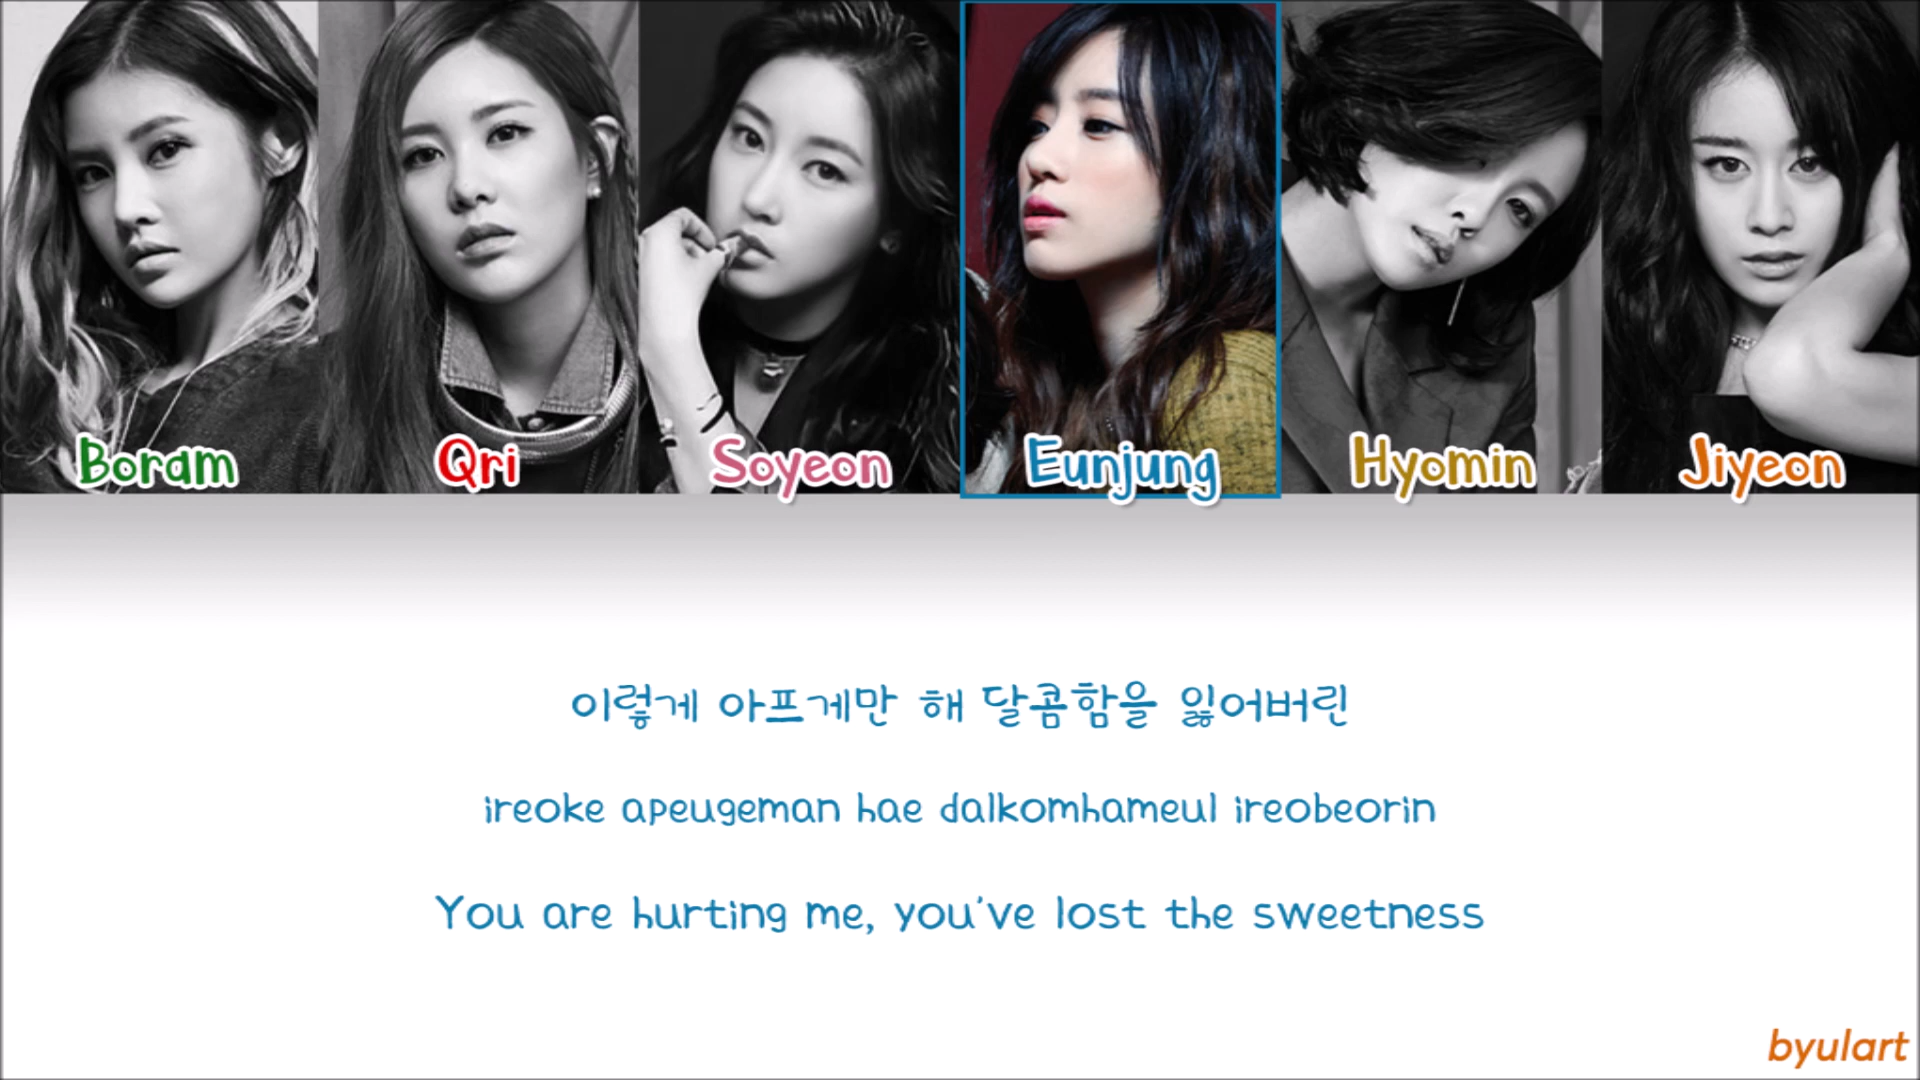 Boram Qri Soyeon Eunjung Hyomin Jiyeon
이렇게 아프게만 해 달콤함을 잃어버린
ireoke apeugeman hae dalkomhameul ireobeorin
You are hurting me, you've lost the sweetness
byulart